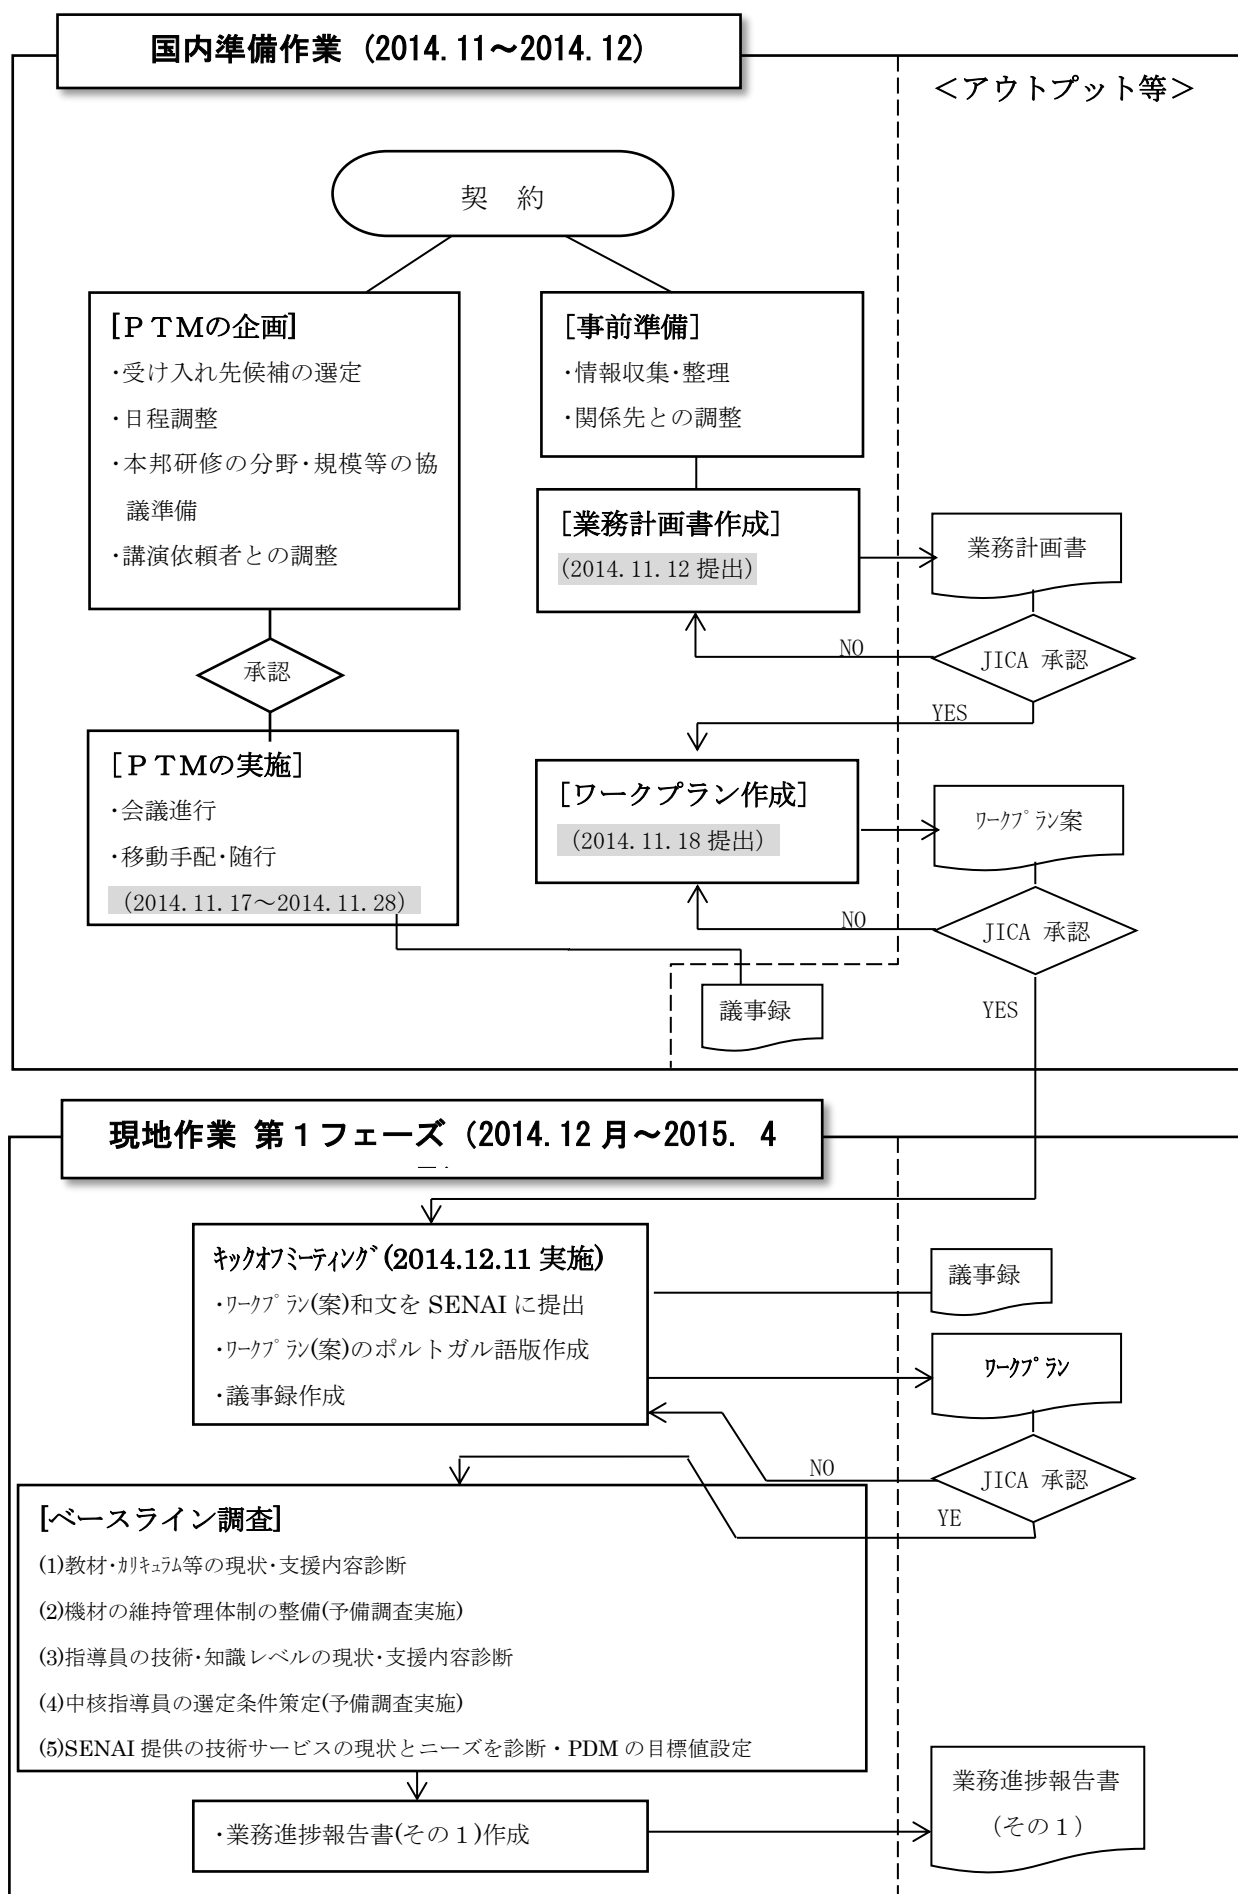 国内準備作業 (2014.11～2014.12)
＜アウトプット等＞
契 約
[ＰＴＭの企画]
･受け入れ先候補の選定
･日程調整
･本邦研修の分野･規模等の協
議準備
･講演依頼者との調整
[事前準備]
･情報収集･整理
･関係先との調整
[業務計画書作成]
(2014.11.12 提出)
業務計画書
承認
NO
JICA 承認
YES
[ＰＴＭの実施]
･会議進行
･移動手配･随行
(2014.11.17～2014.11.28)
[ワークプラン作成]
(2014.11.18 提出)
ﾜｰｸﾌﾟﾗﾝ案
NO
JICA 承認
議事録
YES
現地作業 第１フェーズ (2014.12 月～2015. 4
ｷｯｸｵﾌﾐｰﾃｨﾝｸﾞ(2014.12.11 実施)
･ﾜｰｸﾌﾟﾗﾝ(案)和文を SENAI に提出
･ﾜｰｸﾌﾟﾗﾝ(案)のポルトガル語版作成
･議事録作成
議事録
ﾜｰｸﾌﾟﾗﾝ
NO
JICA 承認
YE
[ベースライン調査]
(1)教材･ｶﾘｷｭﾗﾑ等の現状･支援内容診断
(2)機材の維持管理体制の整備(予備調査実施)
(3)指導員の技術･知識レベルの現状･支援内容診断
(4)中核指導員の選定条件策定(予備調査実施)
(5)SENAI 提供の技術サービスの現状とニーズを診断・PDM の目標値設定
･業務進捗報告書(その１)作成
業務進捗報告書
(その１)